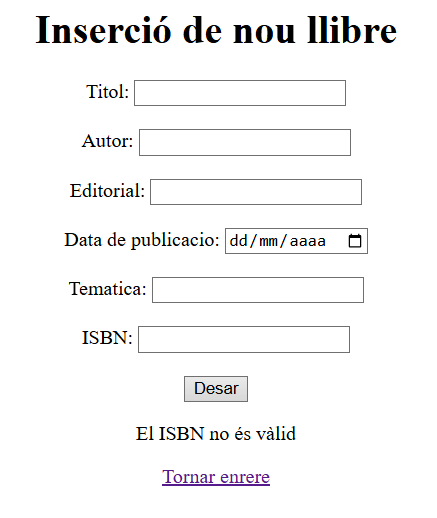 Inserció de nou llibre
Titol:
Autor:
Editorial:
Data de publicacio: dd/mm/aaaa
Tematica:
ISBN:
Desar
El ISBN no és vàlid
Tornar enrere